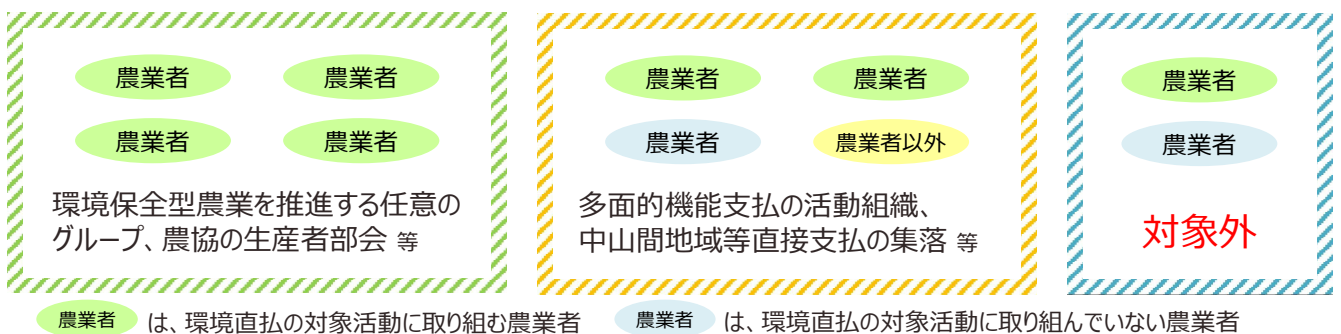 農業者 農業者
農業者 農業者
環境保全型農業を推進する任意の
グループ、農協の生産者部会 等
農業者 農業者
農業者 農業者以外
多面的機能支払の活動組織、
中山間地域等直接支払の集落 等
農業者
農業者
対象外
農業者 は、環境直払の対象活動に取り組む農業者
農業者 は、環境直払の対象活動に取り組んでいない農業者